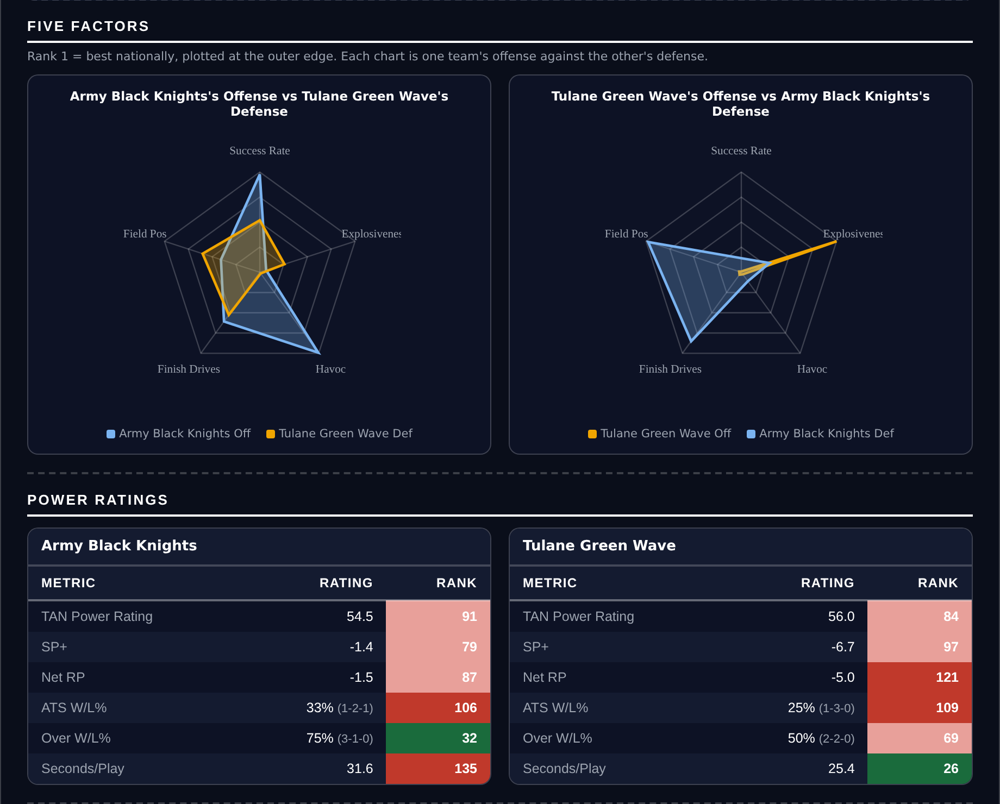 FIVE FACTORS
Rank 1 = best nationally, plotted at the outer edge. Each chart is one team's offense against the other's defense.
Army Black Knights's Offense vs Tulane Green Wave's
Defense
Success Rate
Field Pos
Explosivenes
Finish Drives
Havoc
Army Black Knights Off
Tulane Green Wave Def
Tulane Green Wave's Offense vs Army Black Knights's
Defense
Success Rate
Field Pos
Explosivenes
Finish Drives
Havoc
Tulane Green Wave Off
Army Black Knights Def
POWER RATINGS
Army Black Knights
METRIC RATING RANK
TAN Power Rating 54.5 91
SP+ -1.4 79
Net RP -1.5 87
ATS W/L% 33% (1-2-1) 106
Over W/L% 75% (3-1-0) 32
Seconds/Play 31.6 135
Tulane Green Wave
METRIC RATING RANK
TAN Power Rating 56.0 84
SP+ -6.7 97
Net RP -5.0 121
ATS W/L% 25% (1-3-0) 109
Over W/L% 50% (2-2-0) 69
Seconds/Play 25.4 26